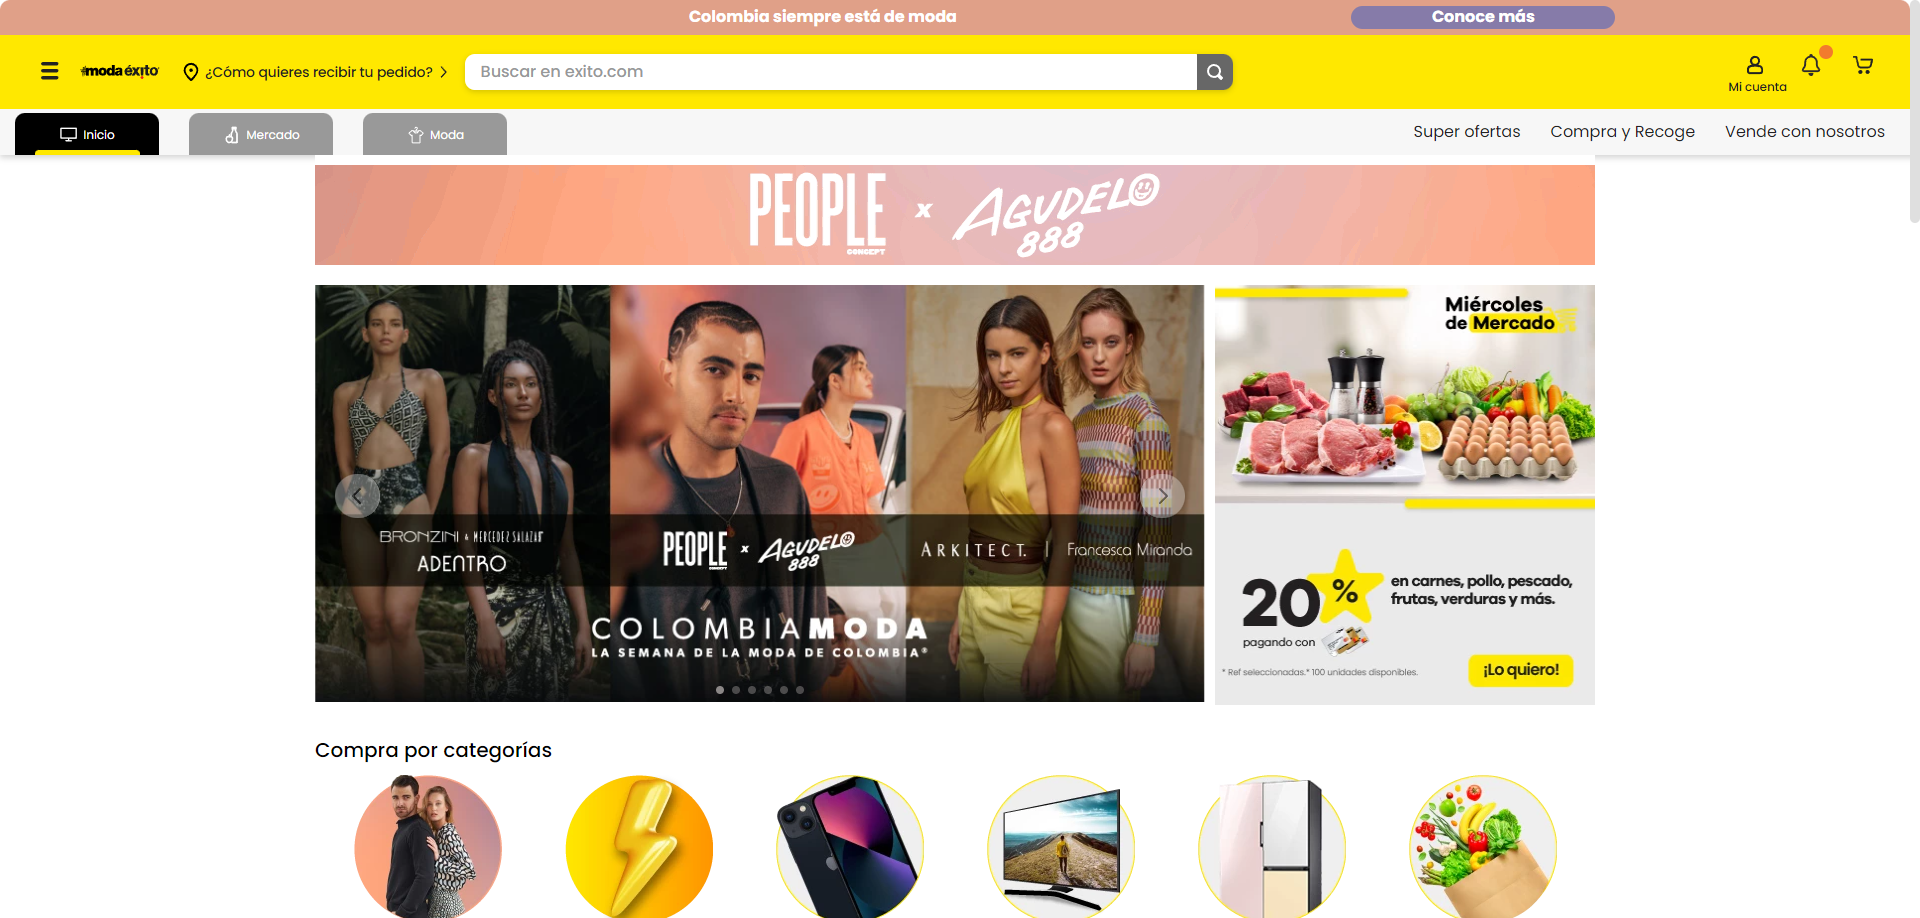 Colombia siempre está de moda
Conoce más
#moda éxito
¿Cómo quieres recibir tu pedido?
Buscar en exito.com
Mi cuenta
Inicio
Mercado
Moda
Super ofertas
Compra y Recoge
Vende con nosotros
PEOPLE
CONCEPT
x
AGUDELO
888
BRONZINI & MERCEDEZ SALAZAR
ADENTRO
PEOPLE
CONCEPT
x
AGUDELO
888
ARKITECT. | Francesca Miranda
COLOMBIAMODA
LA SEMANA DE LA MODA DE COLOMBIA®
Miércoles
de Mercado
20%
en carnes, pollo, pescado,
frutas, verduras y más.
pagando con
* Ref seleccionadas.* 100 unidades disponibles.
¡Lo quiero!
Compra por categorías